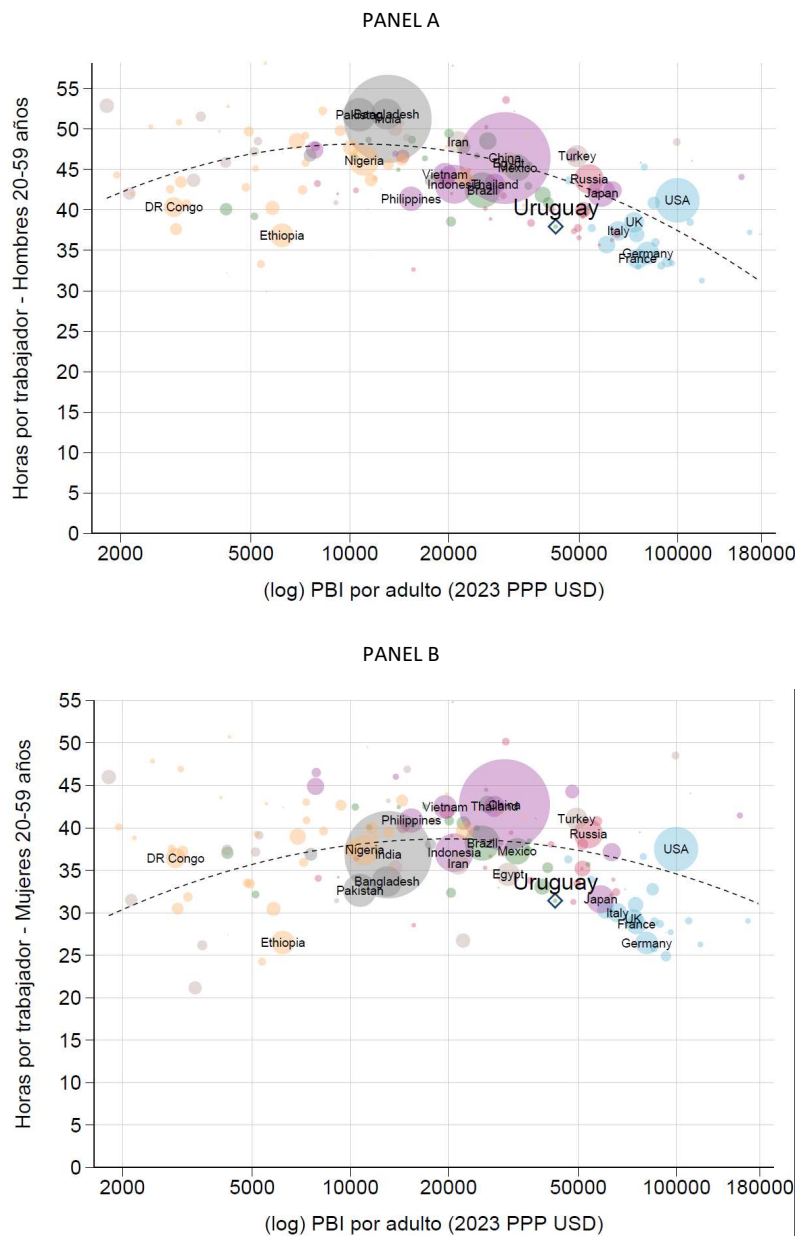 PANEL A
Horas por trabajador - Hombres 20-59 años
55
50
45
40
35
30
25
20
15
10
5
0
Pakistan
Bangladesh
India
Iran
China
Egypt
Mexico
Turkey
Nigeria
Vietnam
Indonesia
Thailand
Brazil
Philippines
Russia
Japan
USA
DR Congo
Uruguay
UK
Italy
Ethiopia
Germany
France
2000
5000
10000
20000
50000
100000
180000
(log) PBI por adulto (2023 PPP USD)
PANEL B
Horas por trabajador - Mujeres 20-59 años
55
50
45
40
35
30
25
20
15
10
5
0
Vietnam
Thailand
China
Philippines
Turkey
Russia
Brazil
Nigeria
India
Indonesia
Mexico
USA
DR Congo
Iran
Egypt
Bangladesh
Pakistan
Uruguay
Japan
Italy
UK
France
Ethiopia
Germany
2000
5000
10000
20000
50000
100000
180000
(log) PBI por adulto (2023 PPP USD)